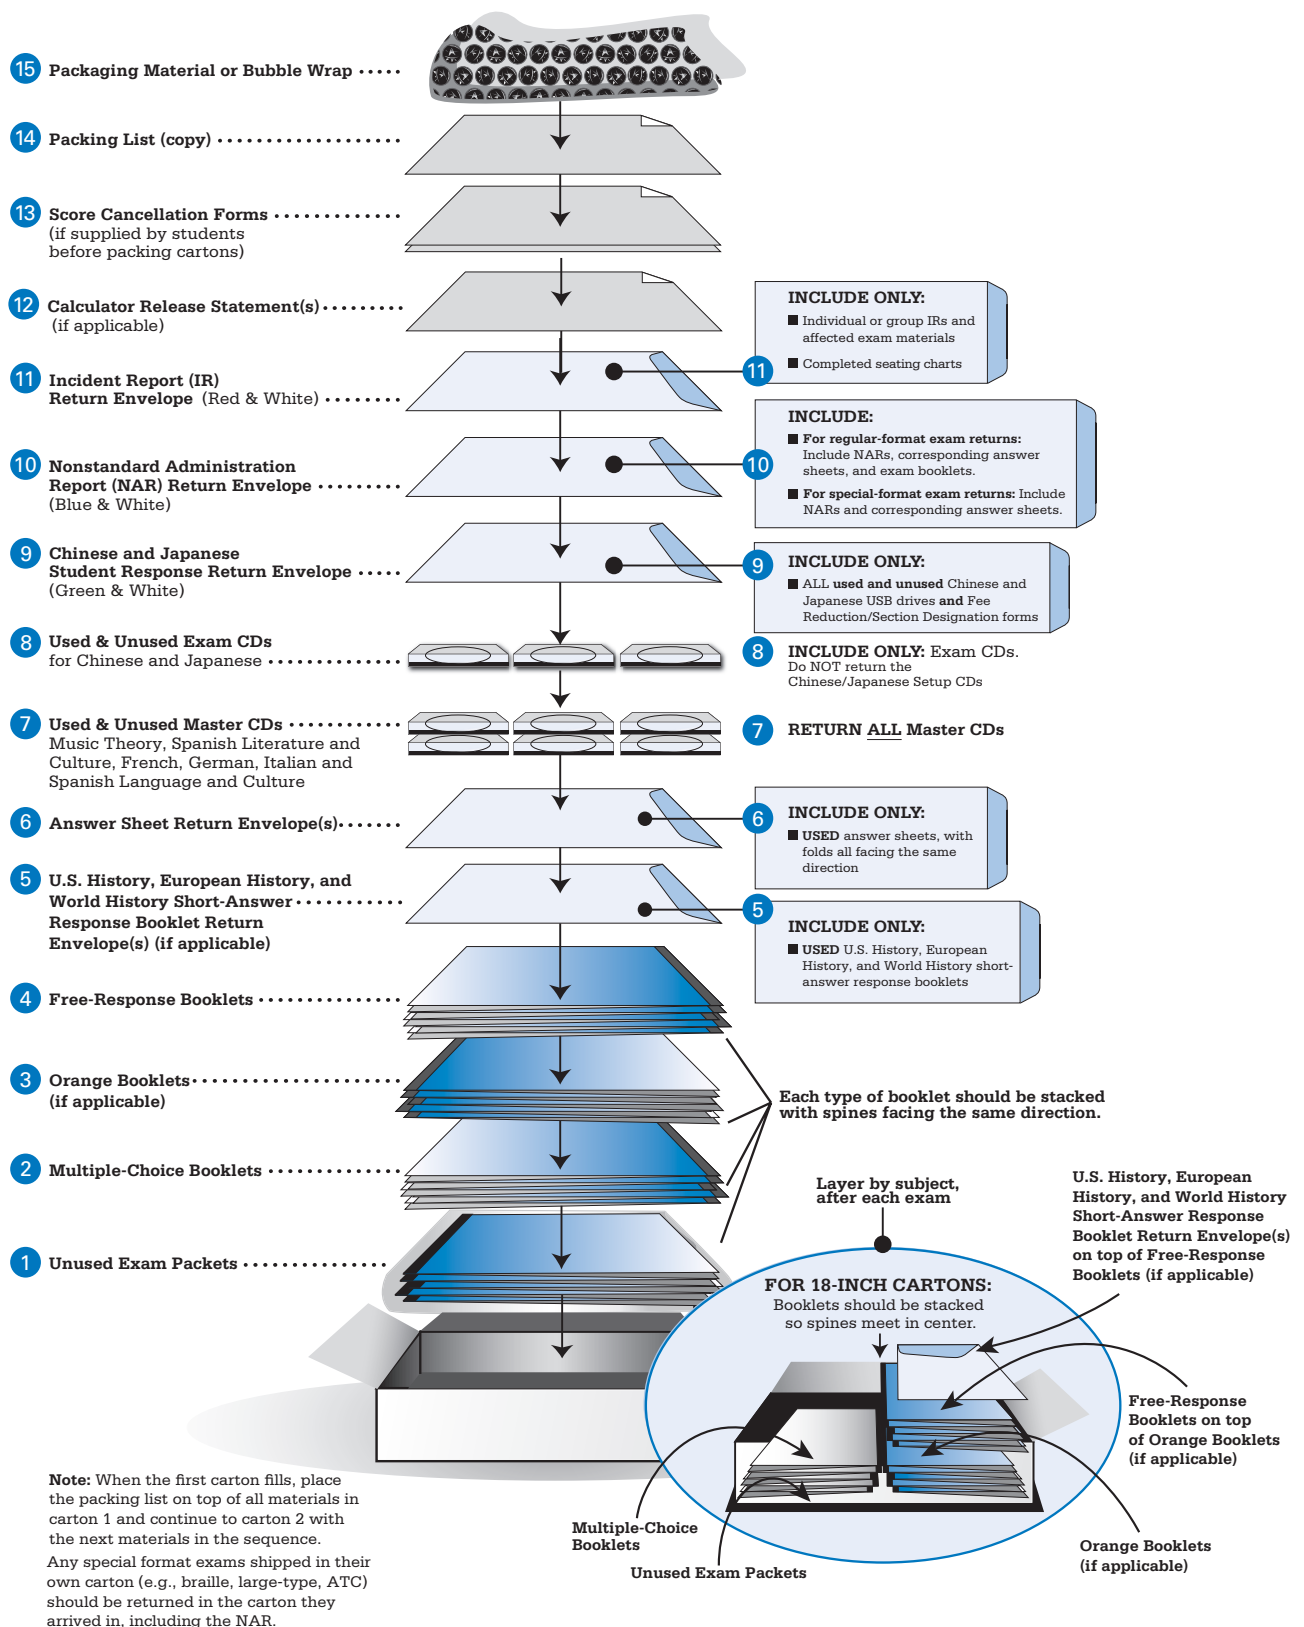 15 Packaging Material or Bubble Wrap
14 Packing List (copy)
13 Score Cancellation Forms
(if supplied by students
before packing cartons)
12 Calculator Release Statement(s)
(if applicable)
INCLUDE ONLY:
■ Individual or group IRs and
affected exam materials
■ Completed seating charts
11
11 Incident Report (IR)
Return Envelope (Red & White)
INCLUDE:
■ For regular-format exam returns:
Include NARs, corresponding answer
sheets, and exam booklets.
■ For special-format exam returns: Include
NARs and corresponding answer sheets.
10
10 Nonstandard Administration
Report (NAR) Return Envelope
(Blue & White)
9 Chinese and Japanese
Student Response Return Envelope
(Green & White)
9
INCLUDE ONLY:
■ ALL used and unused Chinese and
Japanese USB drives and Fee
Reduction/Section Designation forms
8 Used & Unused Exam CDs
for Chinese and Japanese
8 INCLUDE ONLY: Exam CDs.
Do NOT return the
Chinese/Japanese Setup CDs
7 Used & Unused Master CDs
Music Theory, Spanish Literature and
Culture, French, German, Italian and
Spanish Language and Culture
7 RETURN ALL Master CDs
6 Answer Sheet Return Envelope(s)
6
INCLUDE ONLY:
■ USED answer sheets, with
folds all facing the same
direction
5 U.S. History, European History, and
World History Short-Answer
Response Booklet Return
Envelope(s) (if applicable)
5
INCLUDE ONLY:
■ USED U.S. History, European
History, and World History short-
answer response booklets
4 Free-Response Booklets
3 Orange Booklets
(if applicable)
Each type of booklet should be stacked
with spines facing the same direction.
2 Multiple-Choice Booklets
1 Unused Exam Packets
Layer by subject,
after each exam
U.S. History, European
History, and World History
Short-Answer Response
Booklet Return Envelope(s)
on top of Free-Response
Booklets (if applicable)
FOR 18-INCH CARTONS:
Booklets should be stacked
so spines meet in center.
Free-Response
Booklets on top
of Orange Booklets
(if applicable)
Multiple-Choice
Booklets
Unused Exam Packets
Orange Booklets
(if applicable)
Note: When the first carton fills, place
the packing list on top of all materials in
carton 1 and continue to carton 2 with
the next materials in the sequence.
Any special format exams shipped in their
own carton (e.g., braille, large-type, ATC)
should be returned in the carton they
arrived in, including the NAR.